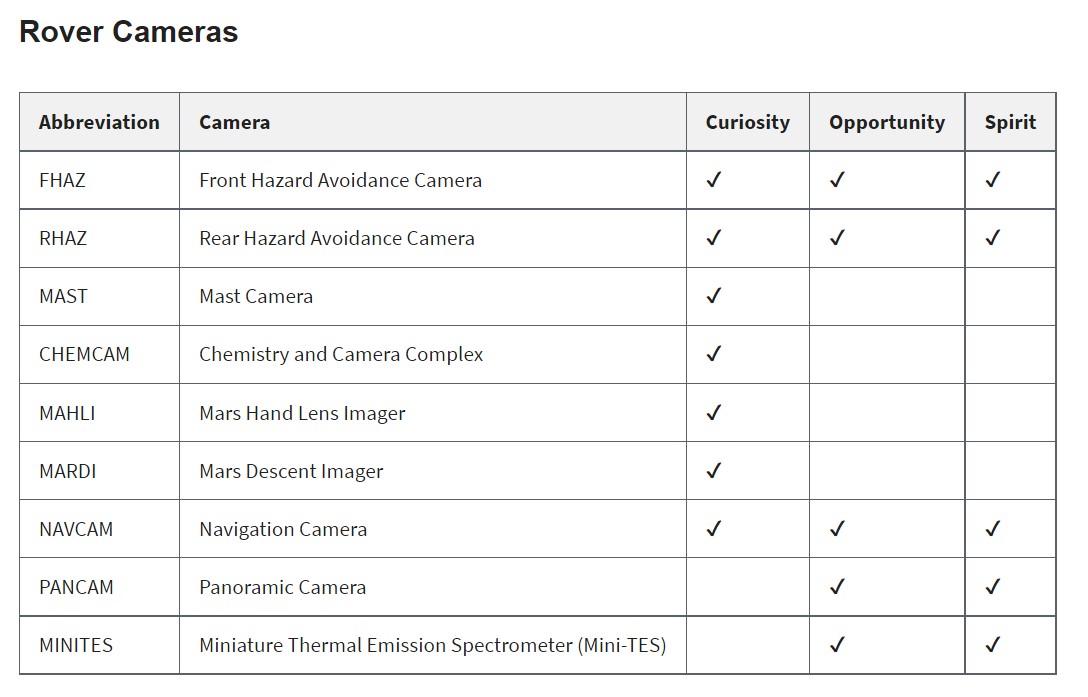 Rover Cameras
Abbreviation Camera Curiosity Opportunity Spirit
FHAZ Front Hazard Avoidance Camera ✓ ✓ ✓
RHAZ Rear Hazard Avoidance Camera ✓ ✓ ✓
MAST Mast Camera ✓
CHEMCAM Chemistry and Camera Complex ✓
MAHLI Mars Hand Lens Imager ✓
MARDI Mars Descent Imager ✓
NAVCAM Navigation Camera ✓ ✓ ✓
PANCAM Panoramic Camera ✓ ✓
MINITES Miniature Thermal Emission Spectrometer (Mini-TES) ✓ ✓